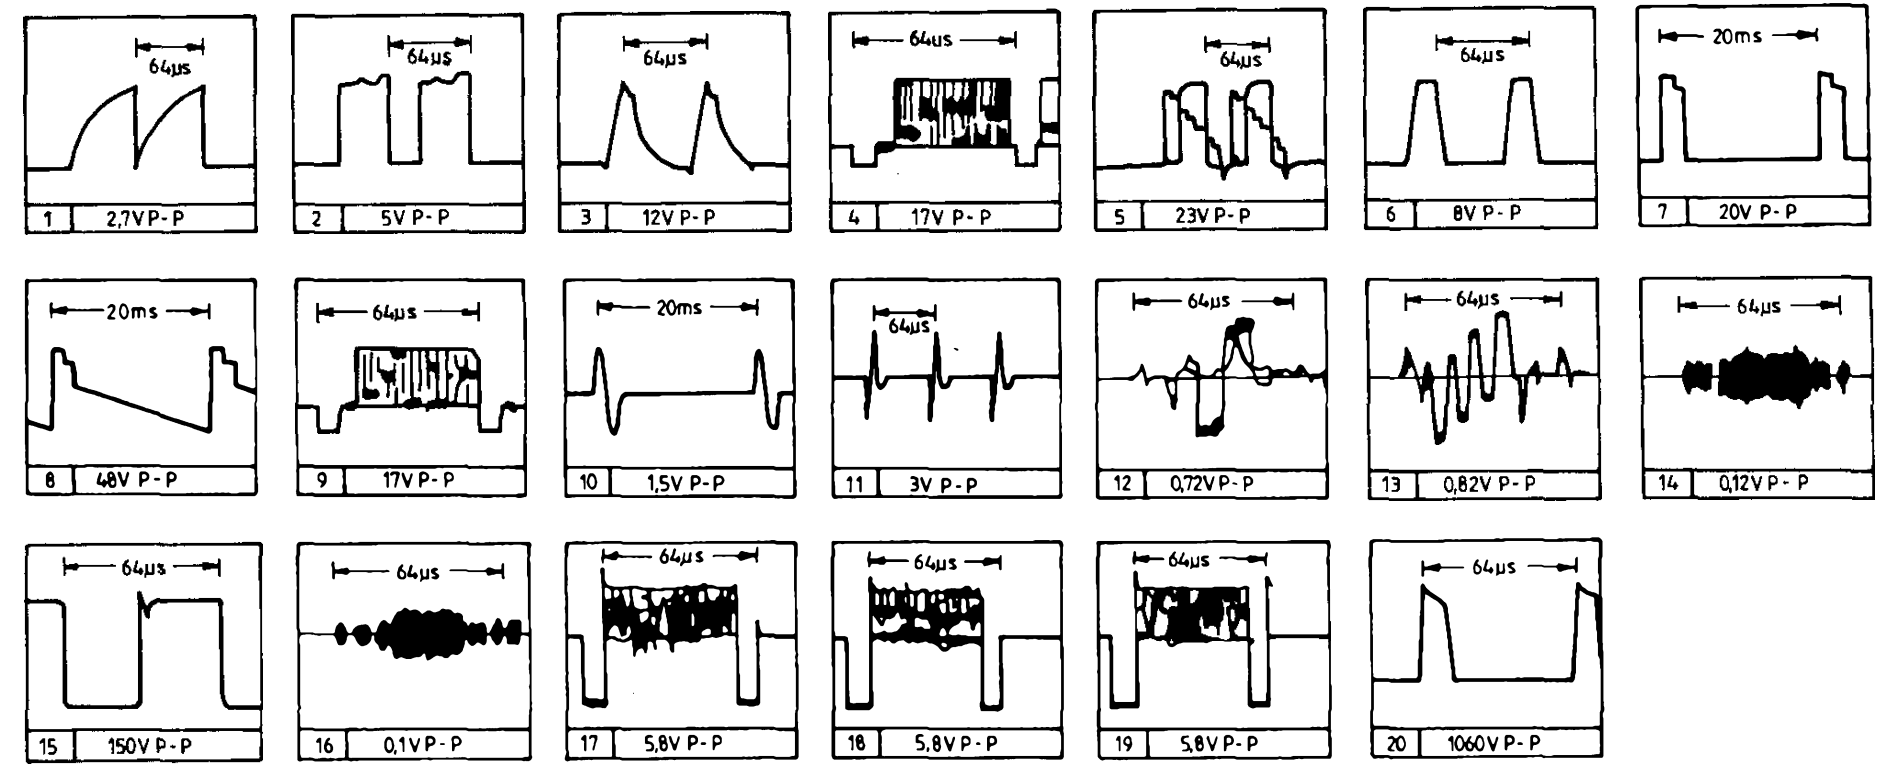 64µs
1 2,7V P-P
64µs
2 5V P-P
64µs
3 12V P-P
64µs
4 17V P-P
64µs
5 23V P-P
64µs
6 8V P-P
20ms
7 20V P-P
20ms
8 48V P-P
64µs
9 17V P-P
20ms
10 1,5V P-P
64µs
11 3V P-P
64µs
12 0,72V P-P
64µs
13 0,82V P-P
64µs
14 0,12V P-P
64µs
15 150V P-P
64µs
16 0,1V P-P
64µs
17 5,8V P-P
64µs
18 5,8V P-P
64µs
19 5,8V P-P
64µs
20 1060V P-P